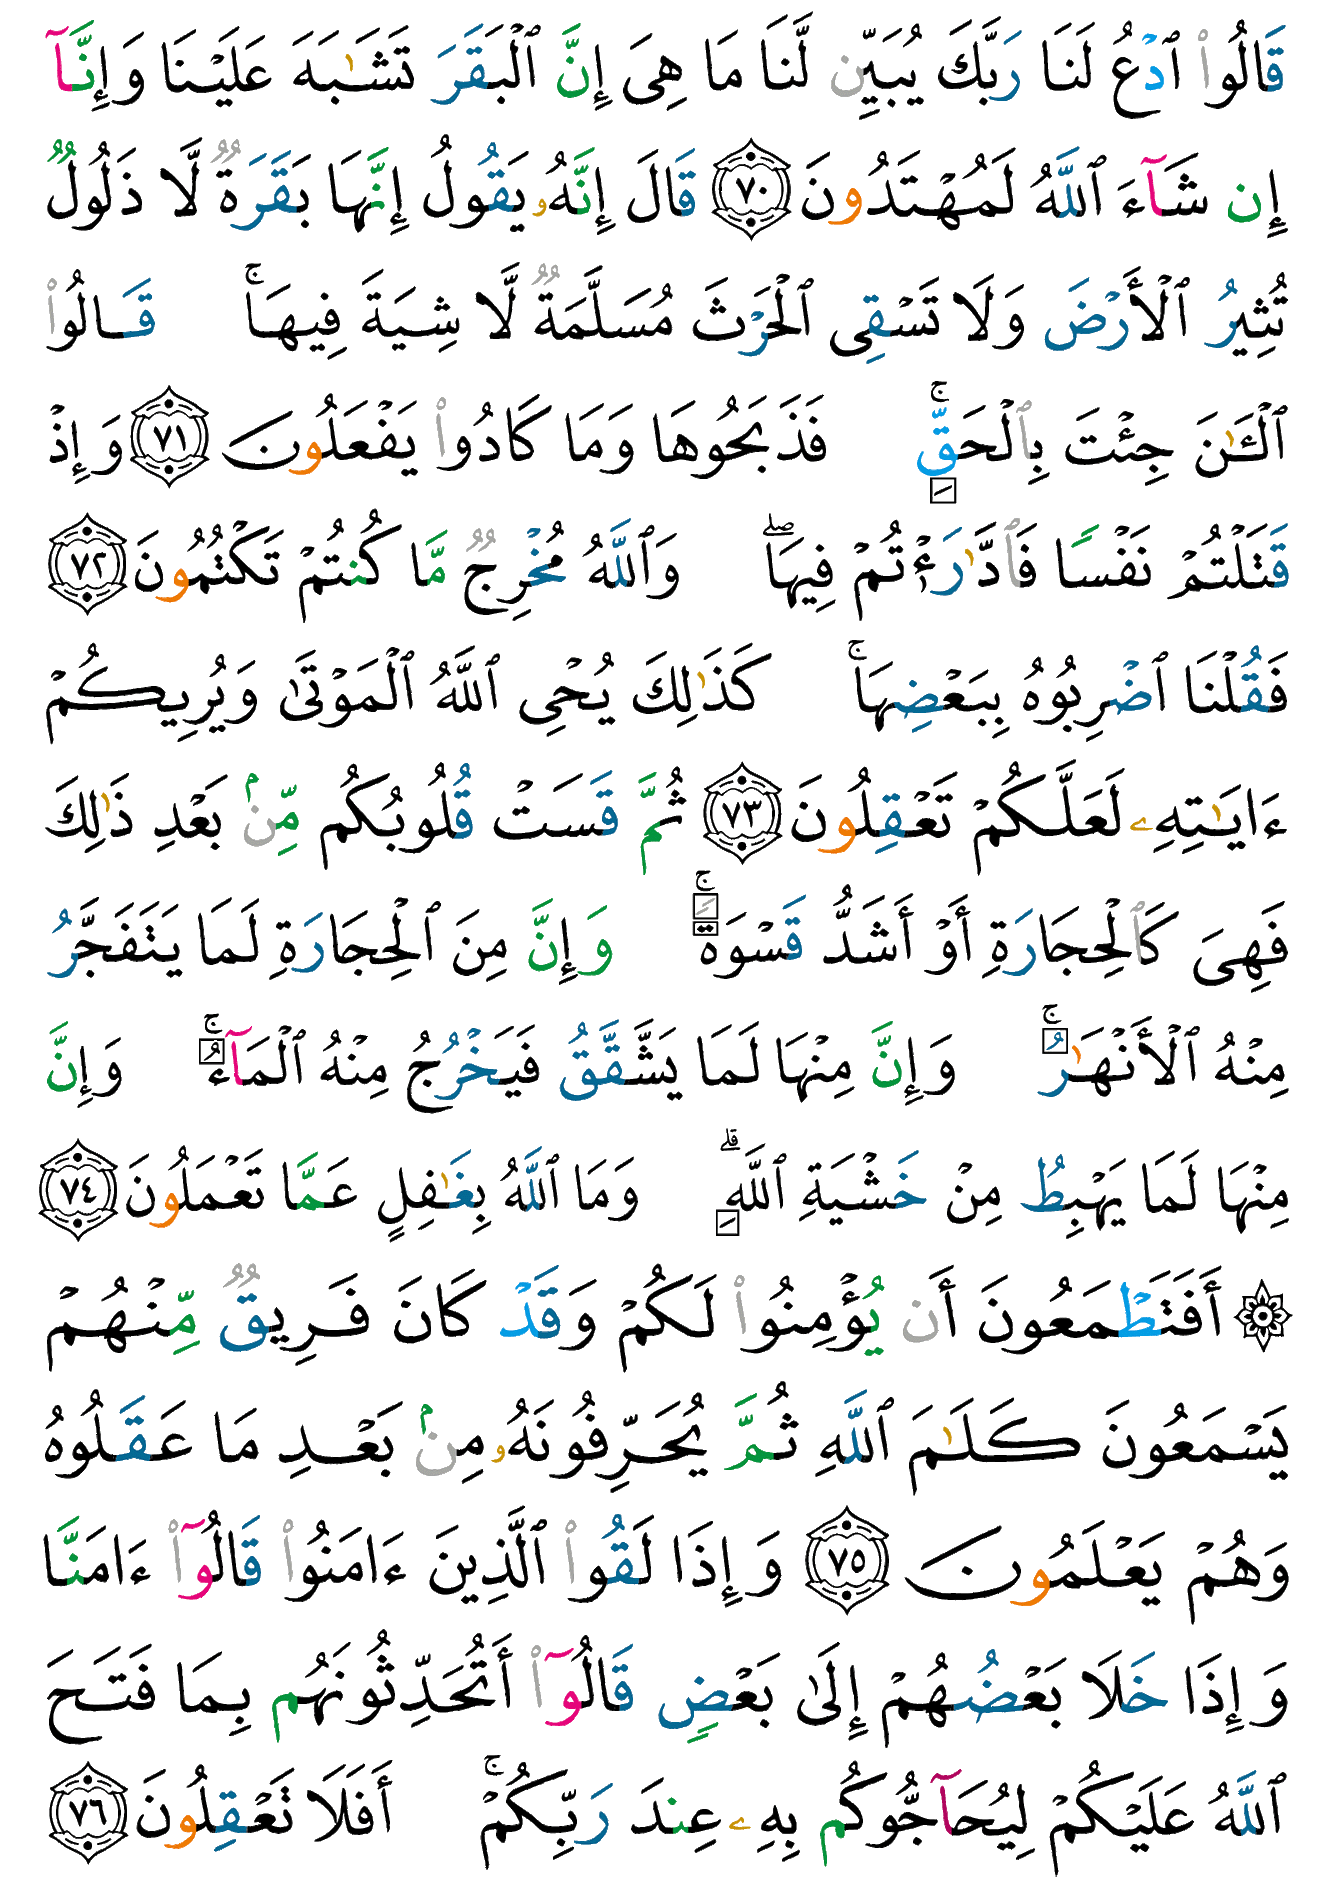 قَالُوا۟ ٱدْعُ لَنَا رَبَّكَ يُبَيِّن لَّنَا مَا هِىَ إِنَّ ٱلْبَقَرَ تَشَـٰبَهَ عَلَيْنَا وَإِنَّآ
إِن شَآءَ ٱللَّهُ لَمُهْتَدُونَ ٧٠ قَالَ إِنَّهُۥ يَقُولُ إِنَّهَا بَقَرَةٌ لَّا ذَلُولٌ
تُثِيرُ ٱلْأَرْضَ وَلَا تَسْقِى ٱلْحَرْثَ مُسَلَّمَةٌ لَّا شِيَةَ فِيهَا ۚ قَالُوا۟
ٱلْـَٔـٰنَ جِئْتَ بِٱلْحَقِّ ۚ فَذَبَحُوهَا وَمَا كَادُوا۟ يَفْعَلُونَ ٧١ وَإِذْ
قَتَلْتُمْ نَفْسًا فَٱدَّٰرَْٰٔتُمْ فِيهَا ۖ وَٱللَّهُ مُخْرِجٌ مَّا كُنتُمْ تَكْتُمُونَ ٧٢
فَقُلْنَا ٱضْرِبُوهُ بِبَعْضِهَا ۚ كَذَٰلِكَ يُحْىِ ٱللَّهُ ٱلْمَوْتَىٰ وَيُرِيكُمْ
ءَايَـٰتِهِۦ لَعَلَّكُمْ تَعْقِلُونَ ٧٣ ثُمَّ قَسَتْ قُلُوبُكُم مِّنۢ بَعْدِ ذَٰلِكَ
فَهِىَ كَٱلْحِجَارَةِ أَوْ أَشَدُّ قَسْوَةً ۚ وَإِنَّ مِنَ ٱلْحِجَارَةِ لَمَا يَتَفَجَّرُ
مِنْهُ ٱلْأَنْهَـٰرُ ۚ وَإِنَّ مِنْهَا لَمَا يَشَّقَّقُ فَيَخْرُجُ مِنْهُ ٱلْمَآءُ ۚ وَإِنَّ
مِنْهَا لَمَا يَهْبِطُ مِنْ خَشْيَةِ ٱللَّهِ ۗ وَمَا ٱللَّهُ بِغَـٰفِلٍ عَمَّا تَعْمَلُونَ ٧٤
۞ أَفَتَطْمَعُونَ أَن يُؤْمِنُوا۟ لَكُمْ وَقَدْ كَانَ فَرِيقٌ مِّنْهُمْ
يَسْمَعُونَ كَلَـٰمَ ٱللَّهِ ثُمَّ يُحَرِّفُونَهُۥ مِنۢ بَعْدِ مَا عَقَلُوهُ
وَهُمْ يَعْلَمُونَ ٧٥ وَإِذَا لَقُوا۟ ٱلَّذِينَ ءَامَنُوا۟ قَالُوٓا۟ ءَامَنَّا
وَإِذَا خَلَا بَعْضُهُمْ إِلَىٰ بَعْضٍ قَالُوٓا۟ أَتُحَدِّثُونَهُم بِمَا فَتَحَ
ٱللَّهُ عَلَيْكُمْ لِيُحَآجُّوكُم بِهِۦ عِندَ رَبِّكُمْ ۚ أَفَلَا تَعْقِلُونَ ٧٦